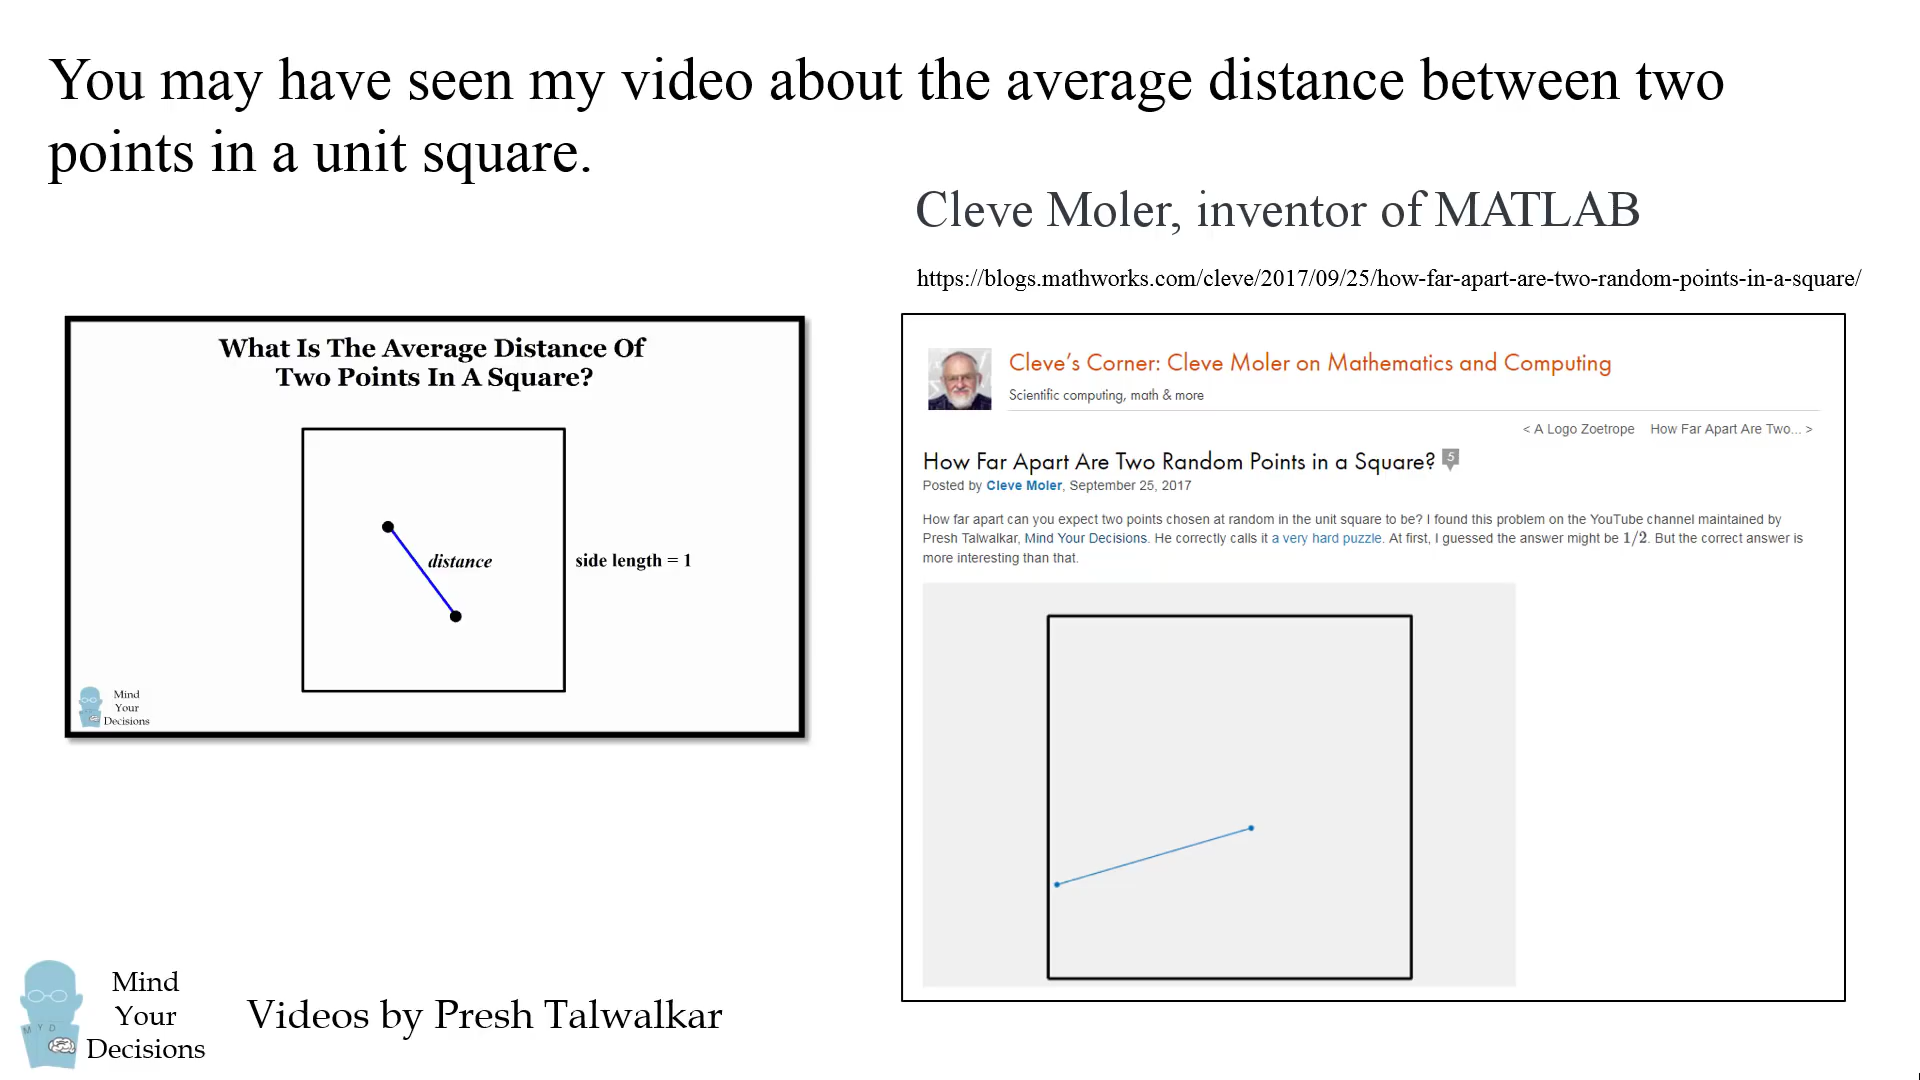 You may have seen my video about the average distance between two
points in a unit square.
Cleve Moler, inventor of MATLAB
https://blogs.mathworks.com/cleve/2017/09/25/how-far-apart-are-two-random-points-in-a-square/
What Is The Average Distance Of
Two Points In A Square?
distance
side length = 1
Mind
Your
Decisions
Cleve's Corner: Cleve Moler on Mathematics and Computing
Scientific computing, math & more
< A Logo Zoetrope How Far Apart Are Two... >
How Far Apart Are Two Random Points in a Square? 5
Posted by Cleve Moler, September 25, 2017
How far apart can you expect two points chosen at random in the unit square to be? I found this problem on the YouTube channel maintained by
Presh Talwalkar, Mind Your Decisions. He correctly calls it a very hard puzzle. At first, I guessed the answer might be 1/2. But the correct answer is
more interesting than that.
M Y D
Mind
Your
Decisions
Videos by Presh Talwalkar